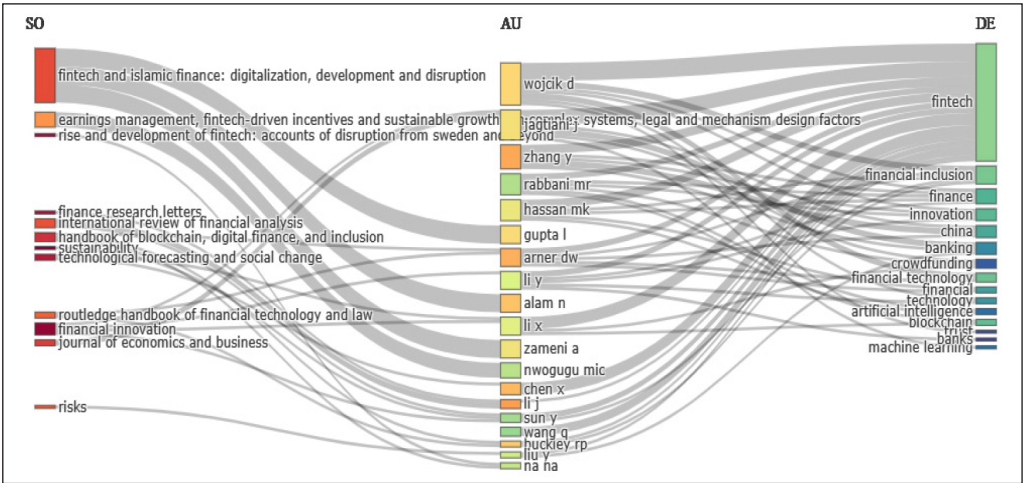 SO
AU
DE
fintech and islamic finance: digitalization, development and disruption
earnings management, fintech-driven incentives and sustainable growth: on complex systems, legal and mechanism design factors
rise and development of fintech: accounts of disruption from sweden and beyond
finance research letters
international review of financial analysis
handbook of blockchain, digital finance, and inclusion
sustainability
technological forecasting and social change
routledge handbook of financial technology and law
financial innovation
journal of economics and business
risks
wojcik d
jagtiani j
zhang y
rabbani mr
hassan mk
gupta l
arner dw
li y
alam n
li x
zameni a
nwogugu mic
chen x
li j
sun y
wang q
buckley rp
liu y
na na
fintech
financial inclusion
finance
innovation
china
banking
crowdfunding
financial technology
financial
technology
artificial intelligence
blockchain
trust
banks
machine learning